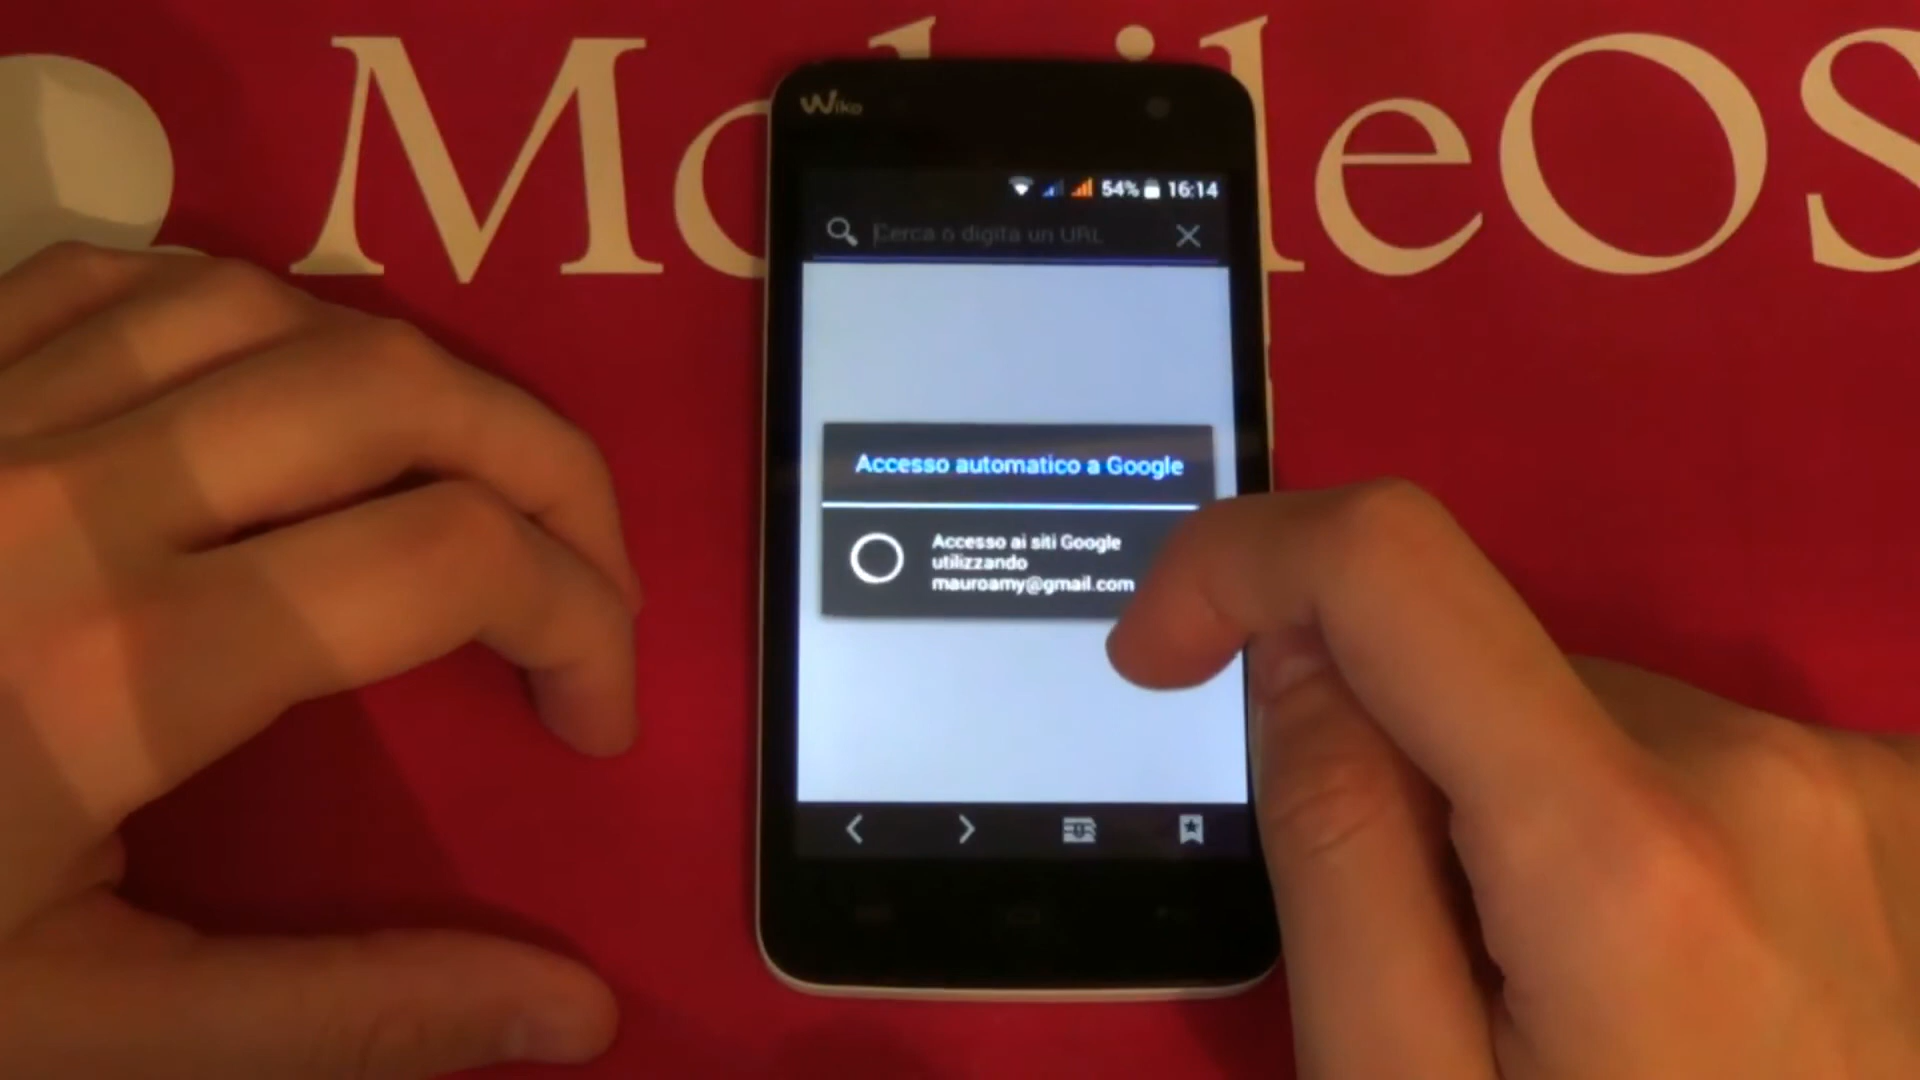 MobileOS
Wiko
54% 16:14
Cerca o digita un URL
Accesso automatico a Google
Accesso ai siti Google
utilizzando
mauroamy@gmail.com